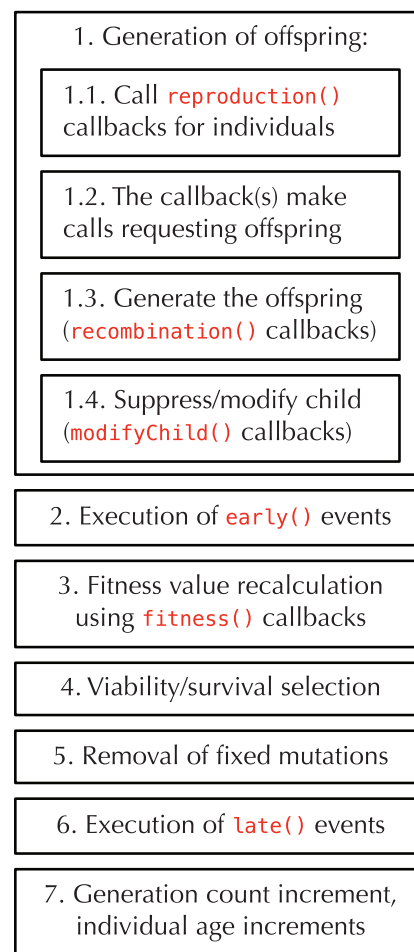 1. Generation of offspring:
1.1. Call reproduction()
callbacks for individuals
1.2. The callback(s) make
calls requesting offspring
1.3. Generate the offspring
(recombination() callbacks)
1.4. Suppress/modify child
(modifyChild() callbacks)
2. Execution of early() events
3. Fitness value recalculation
using fitness() callbacks
4. Viability/survival selection
5. Removal of fixed mutations
6. Execution of late() events
7. Generation count increment,
individual age increments